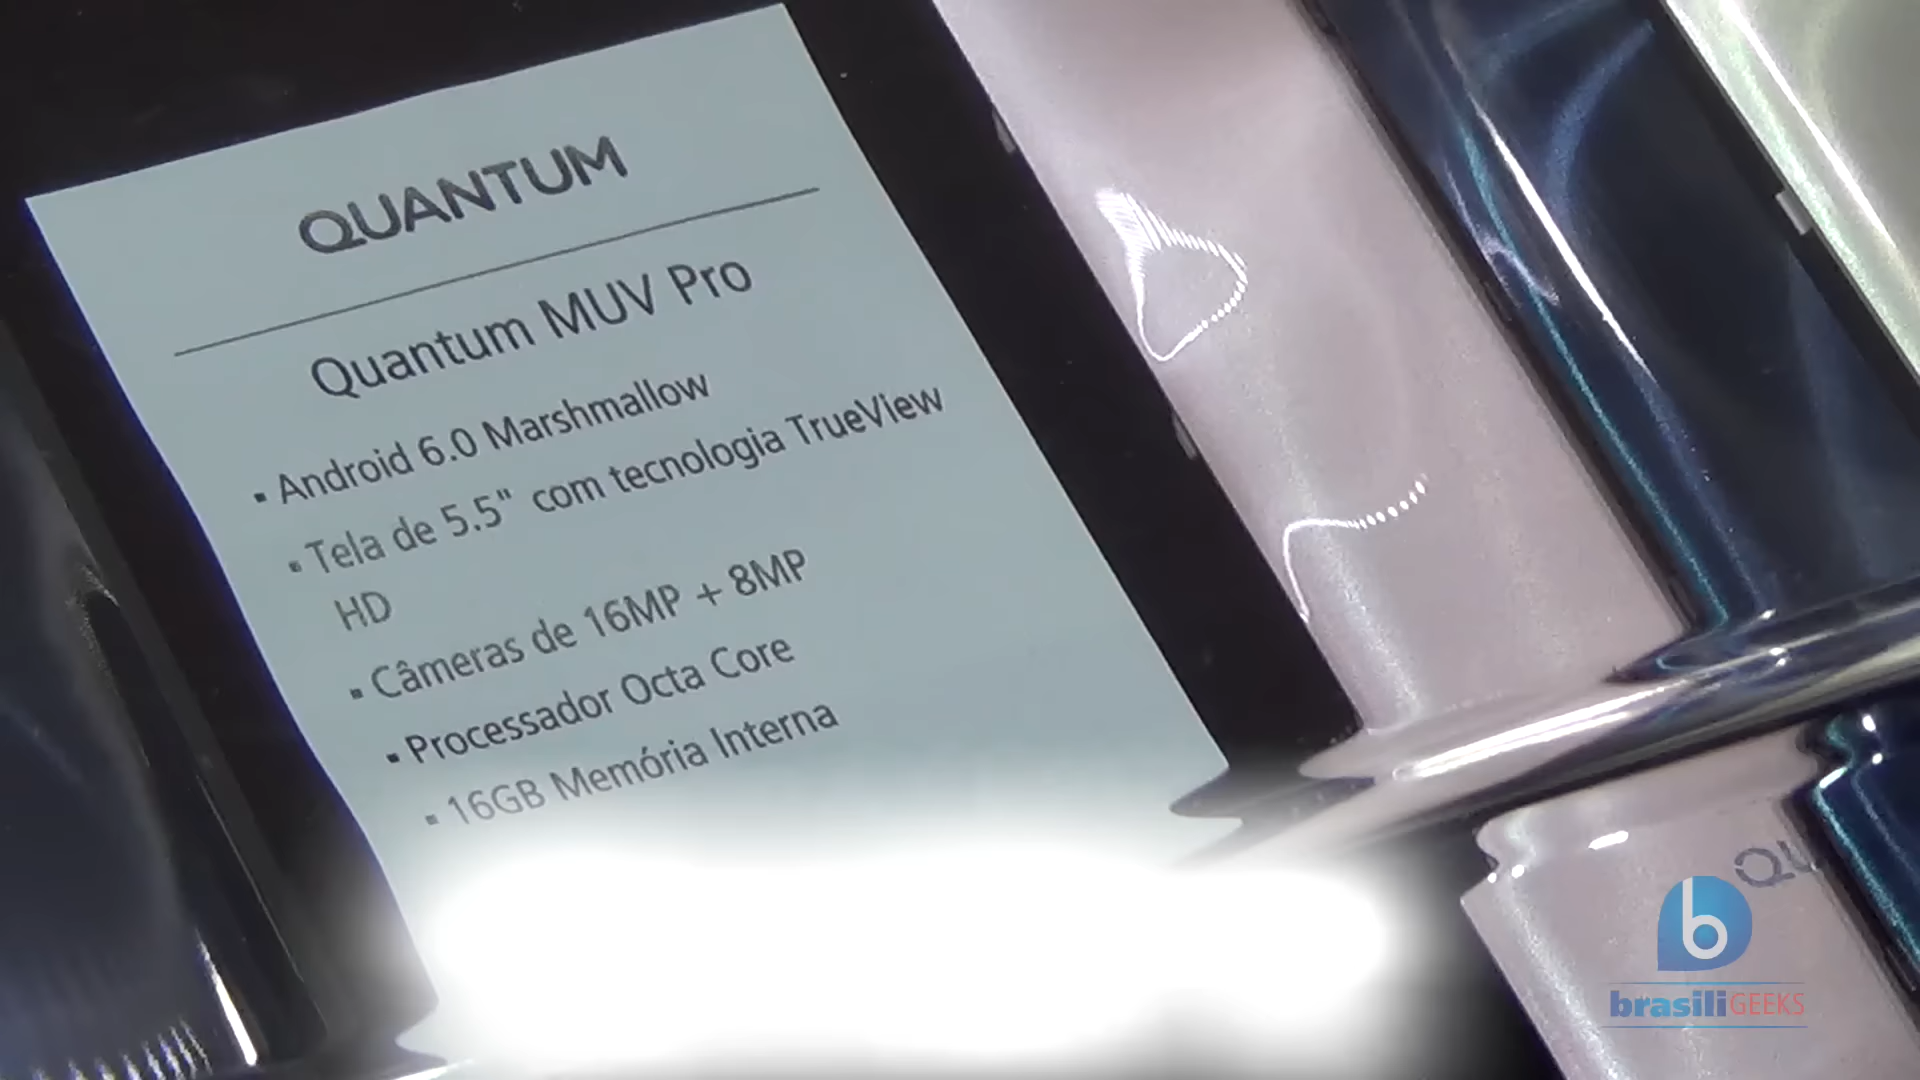 QUANTUM
Quantum MUV Pro
▪ Android 6.0 Marshmallow
▪ Tela de 5.5" com tecnologia TrueView
HD
▪ Câmeras de 16MP + 8MP
▪ Processador Octa Core
▪ 16GB Memória Interna
QU
b
brasiliGEEKS